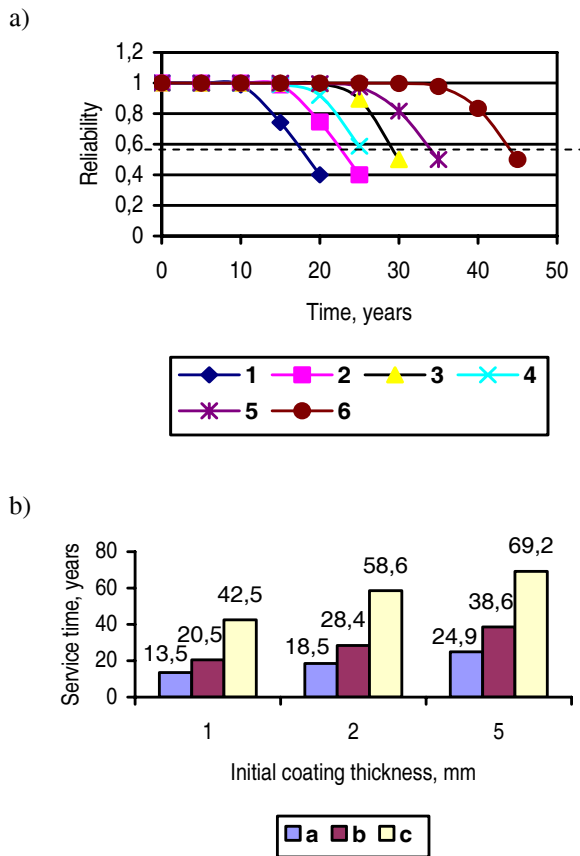 a)
1,2
1
0,8
0,6
0,4
0,2
0
Reliability
0 10 20 30 40 50
Time, years
1 2 3 4
5 6
b)
80
60
40
20
0
Service time, years
13,5 20,5 42,5 18,5 28,4 58,6 24,9 38,6 69,2
1 2 5
Initial coating thickness, mm
a b c